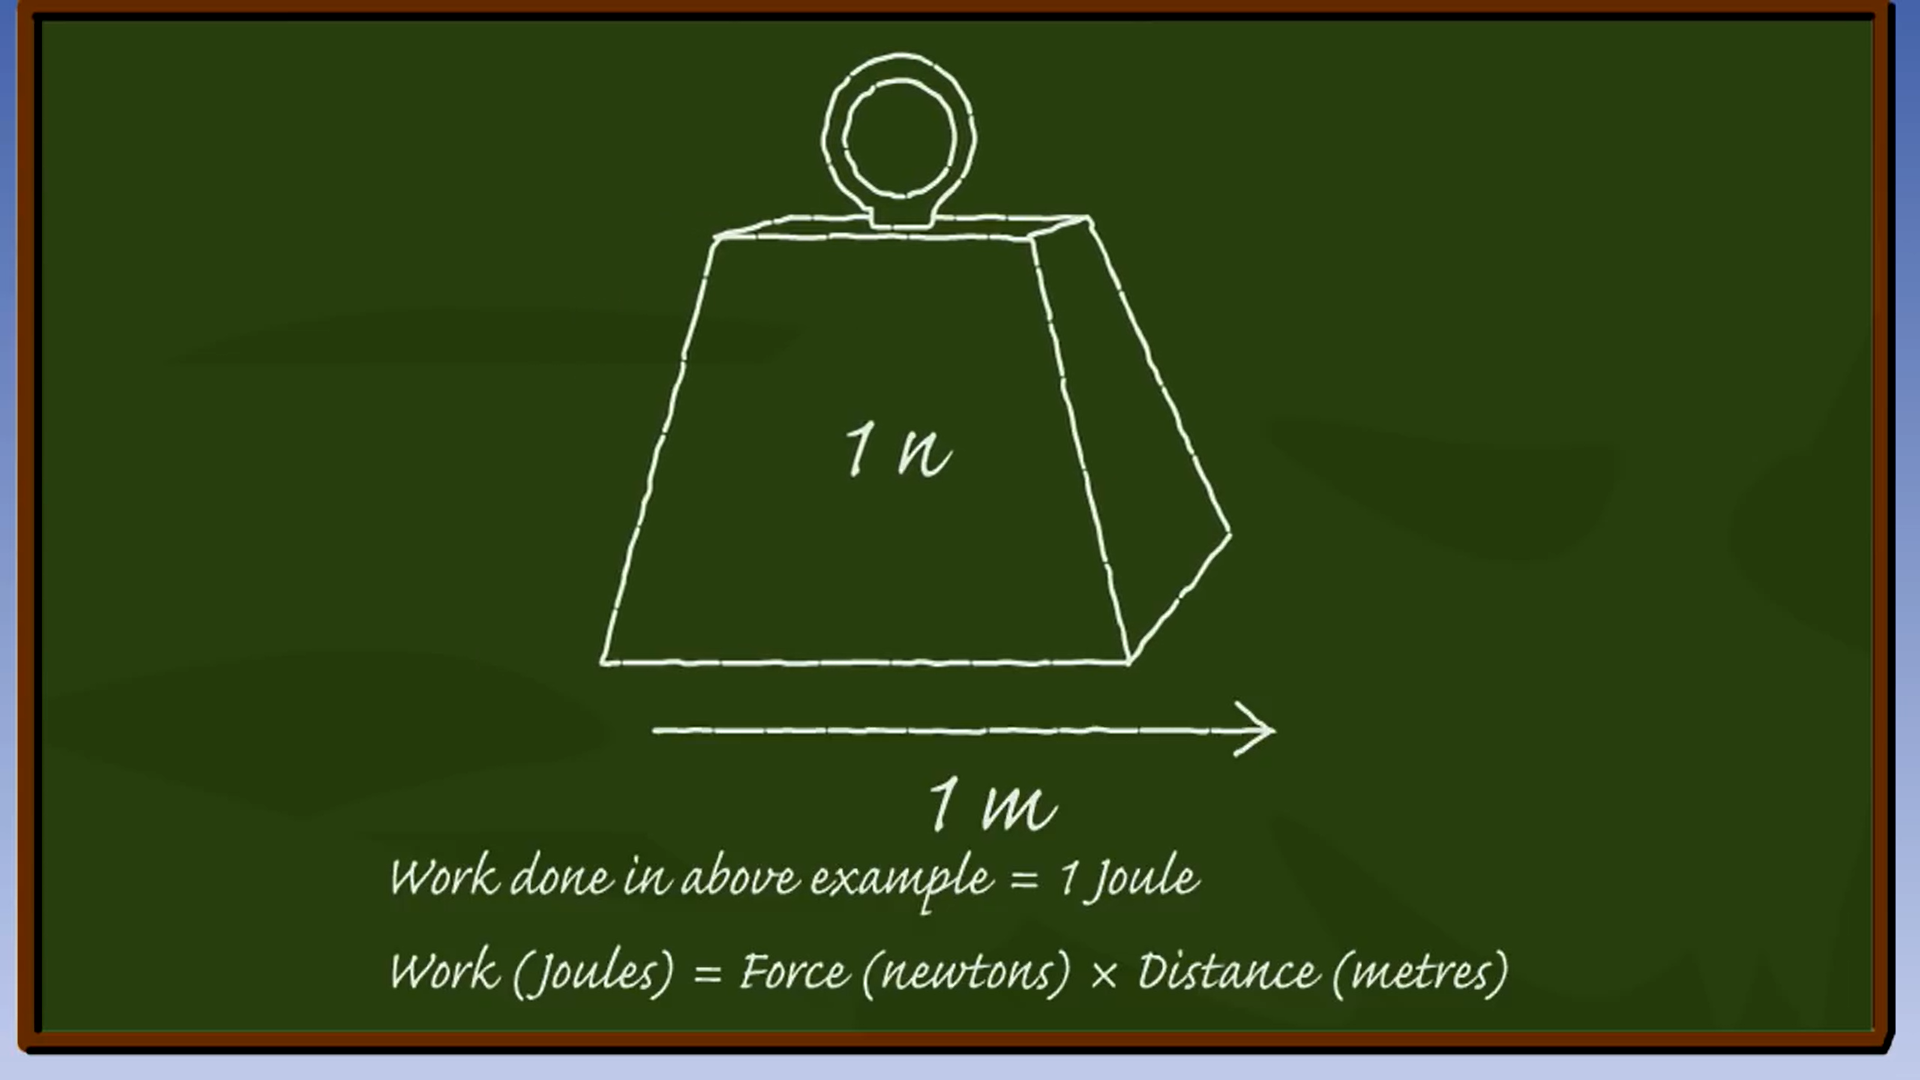 1 n
1 m
Work done in above example = 1 Joule
Work (Joules) = Force (newtons) × Distance (metres)